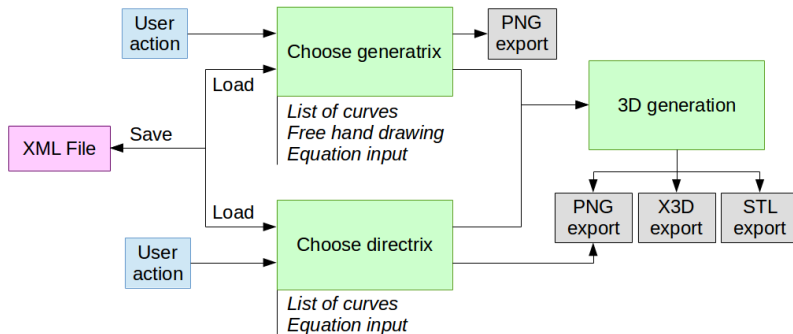 User
action
Choose generatrix
PNG
export
Load
List of curves
Free hand drawing
Equation input
3D generation
Save
XML File
Load
Choose directrix
PNG
export
X3D
export
STL
export
User
action
List of curves
Equation input